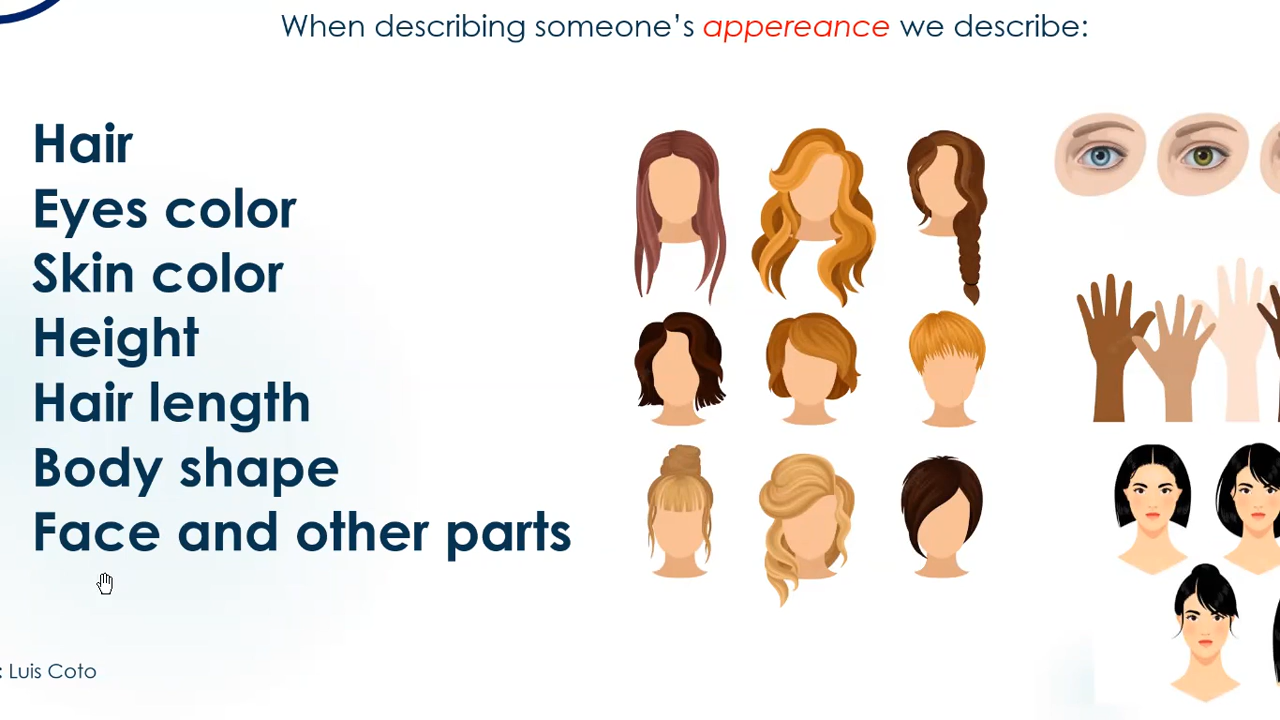 When describing someone’s appereance we describe:
Hair
Eyes color
Skin color
Height
Hair length
Body shape
Face and other parts
: Luis Coto